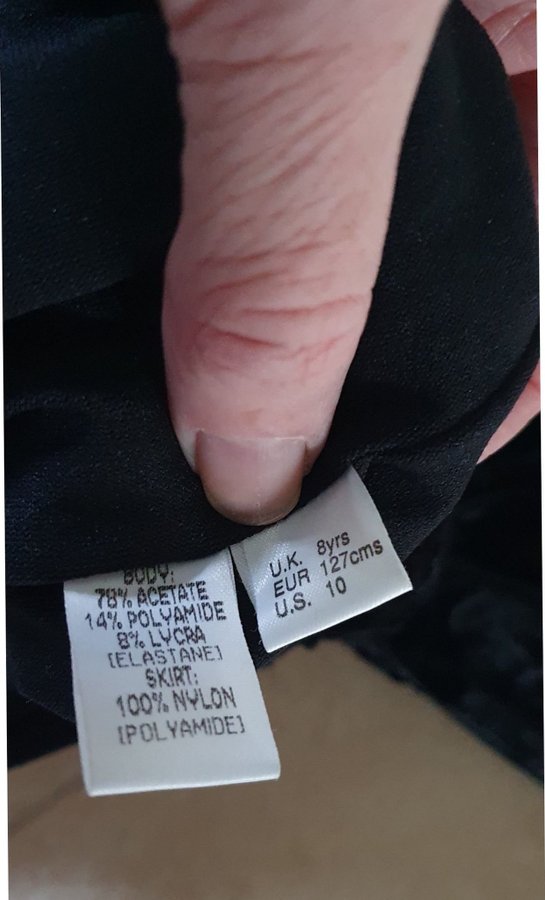 BODY:
78% ACETATE
14% POLYAMIDE
8% LYCRA
[ELASTANE]
SKIRT:
100% NYLON
[POLYAMIDE]
U.K. 8yrs
EUR 127cms
U.S. 10